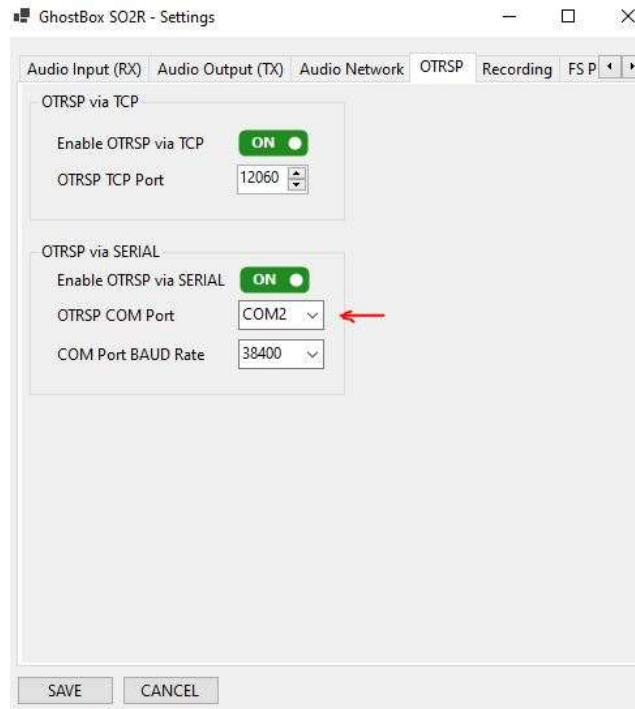 GhostBox SO2R - Settings
Audio Input (RX) Audio Output (TX) Audio Network OTRSP Recording FS P
OTRSP via TCP
Enable OTRSP via TCP ON
OTRSP TCP Port 12060
OTRSP via SERIAL
Enable OTRSP via SERIAL ON
OTRSP COM Port COM2
COM Port BAUD Rate 38400
SAVE CANCEL